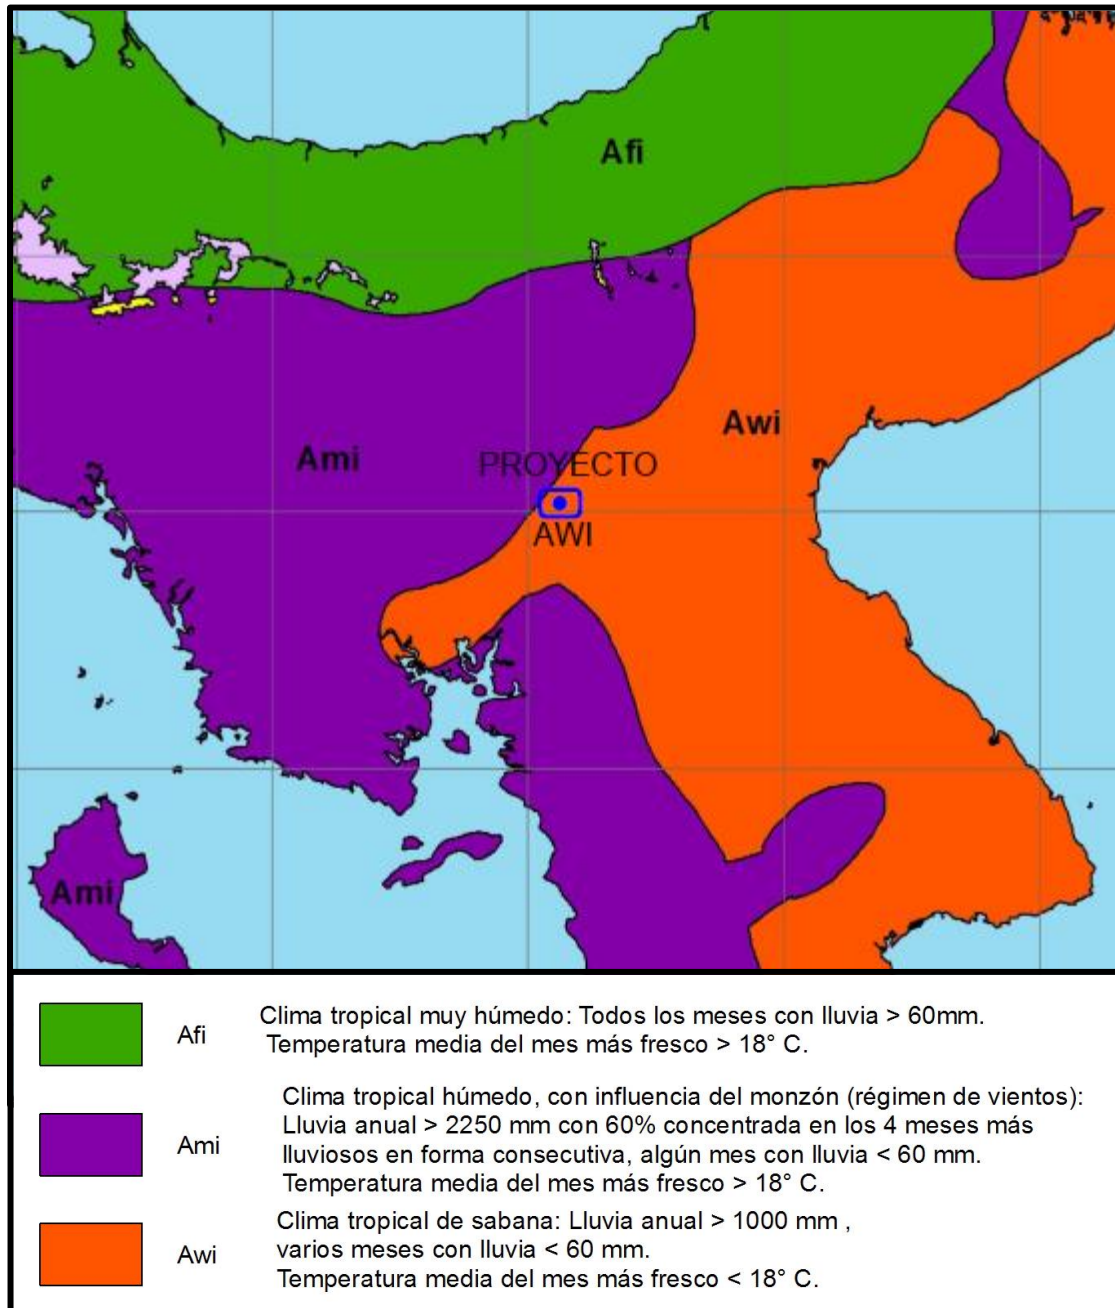 Afi
Awi
Ami
PROYECTO
AWI
Ami
Afi
Clima tropical muy húmedo: Todos los meses con lluvia > 60mm.
Temperatura media del mes más fresco > 18° C.
Ami
Clima tropical húmedo, con influencia del monzón (régimen de vientos):
Lluvia anual > 2250 mm con 60% concentrada en los 4 meses más
lluviosos en forma consecutiva, algún mes con lluvia < 60 mm.
Temperatura media del mes más fresco > 18° C.
Awi
Clima tropical de sabana: Lluvia anual > 1000 mm ,
varios meses con lluvia < 60 mm.
Temperatura media del mes más fresco < 18° C.